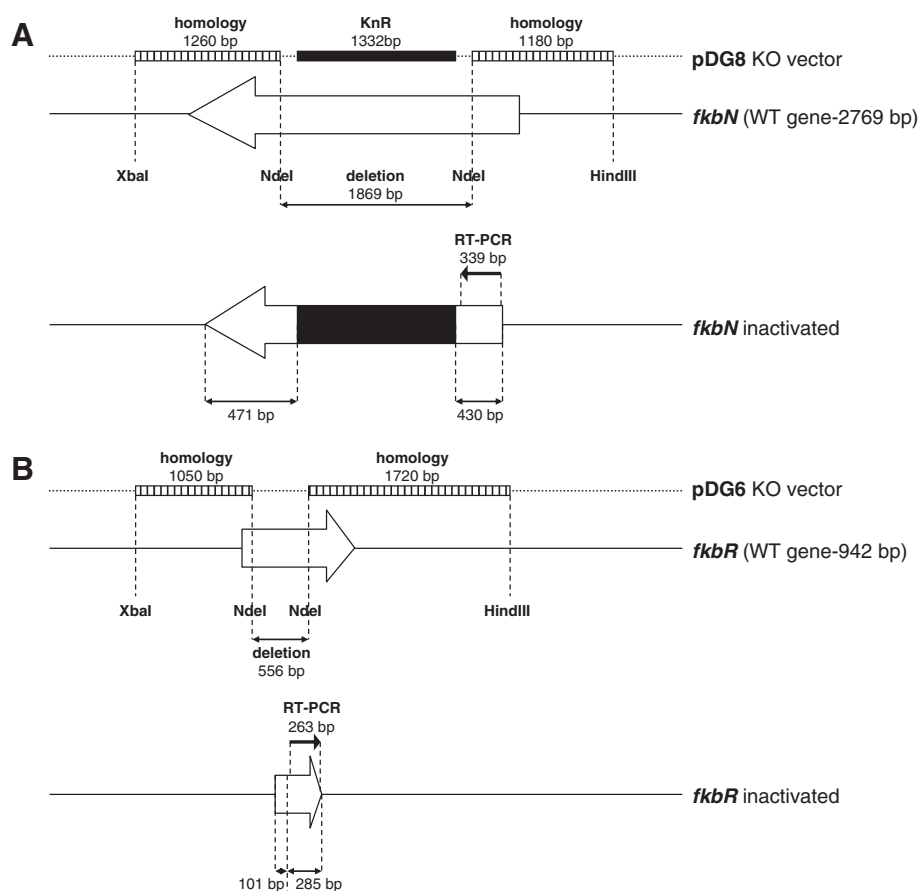 A
homology
1260 bp
KnR
1332bp
homology
1180 bp
pDG8 KO vector
fkbN (WT gene-2769 bp)
XbaI
NdeI
deletion
1869 bp
NdeI
HindIII
RT-PCR
339 bp
fkbN inactivated
471 bp
430 bp
B
homology
1050 bp
homology
1720 bp
pDG6 KO vector
fkbR (WT gene-942 bp)
XbaI
NdeI
NdeI
HindIII
deletion
556 bp
RT-PCR
263 bp
fkbR inactivated
101 bp
285 bp